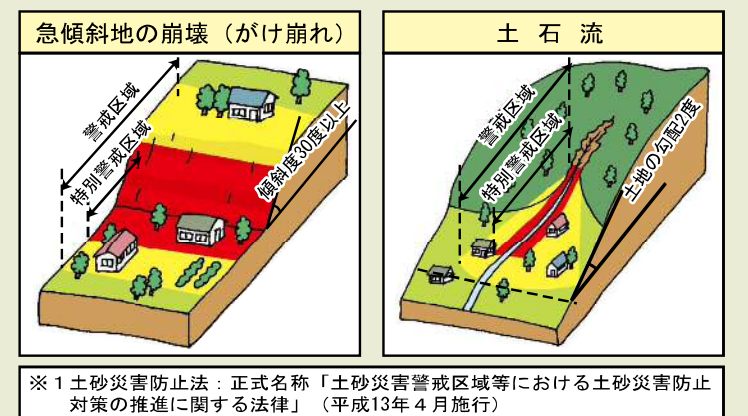 急傾斜地の崩壊（がけ崩れ）
警戒区域
特別警戒区域
傾斜度30度以上
土石流
警戒区域
特別警戒区域
土地の勾配2度
※１土砂災害防止法：正式名称「土砂災害警戒区域等における土砂災害防止
対策の推進に関する法律」（平成13年４月施行）